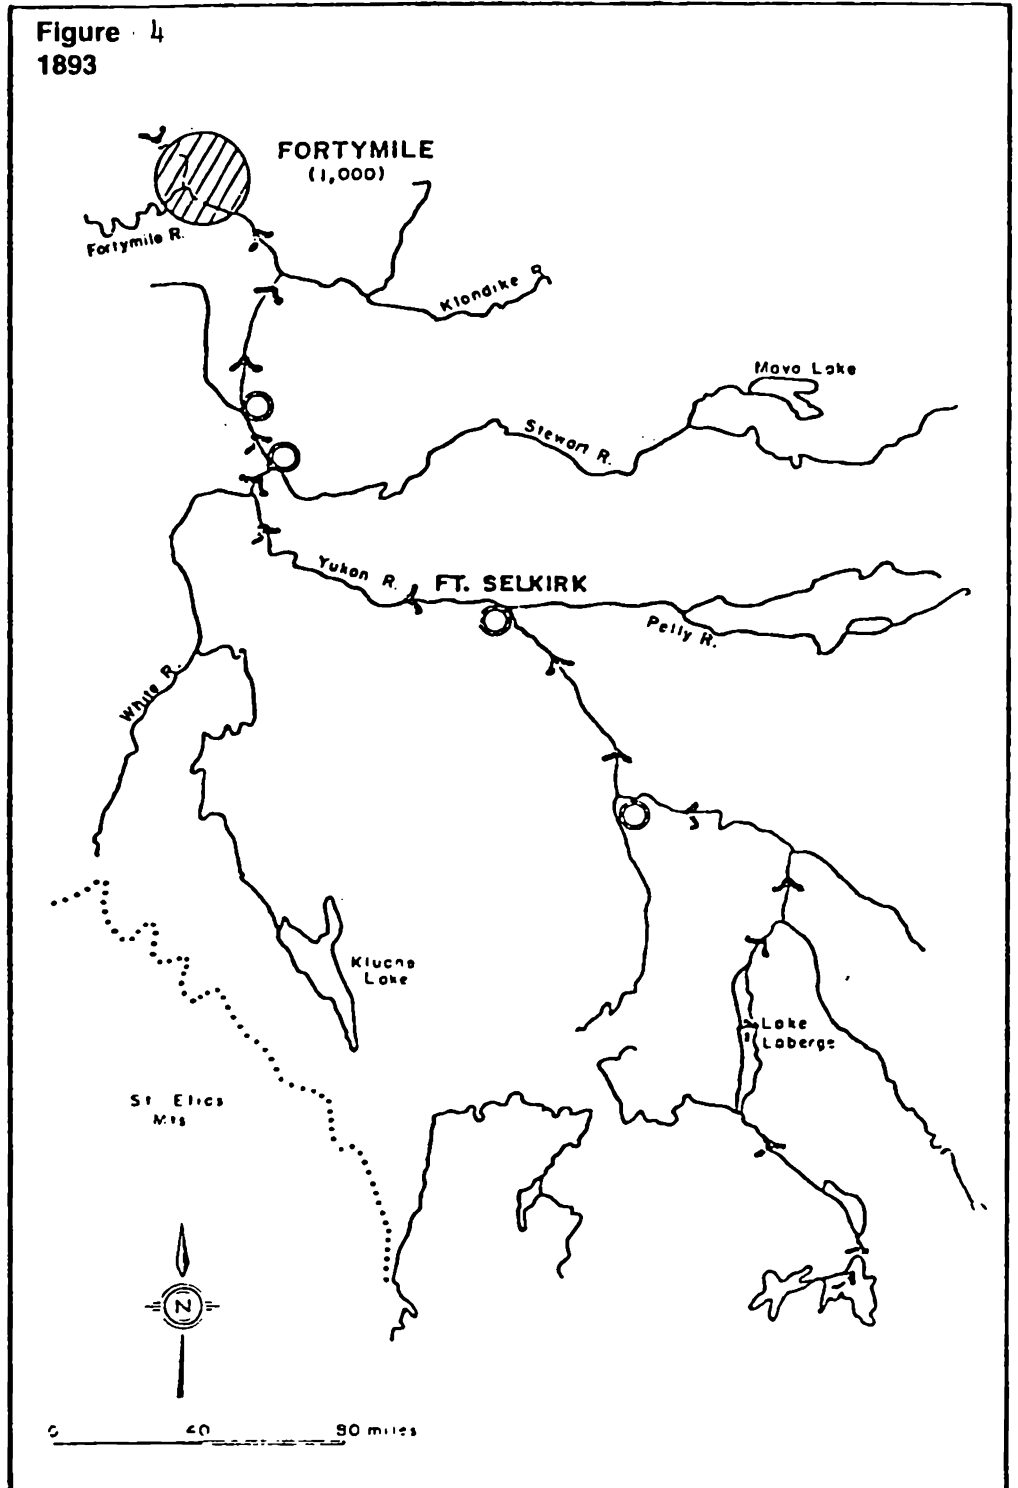 Figure 4
1893
FORTYMILE
(1,000)
Fortymile R.
Klondike R
Mayo Lake
Stewart R.
Yukon R.
FT. SELKIRK
Pelly R.
White R.
Kluane
Lake
Lake
Laberge
St. Elias
Mts
N
0 40 80 miles